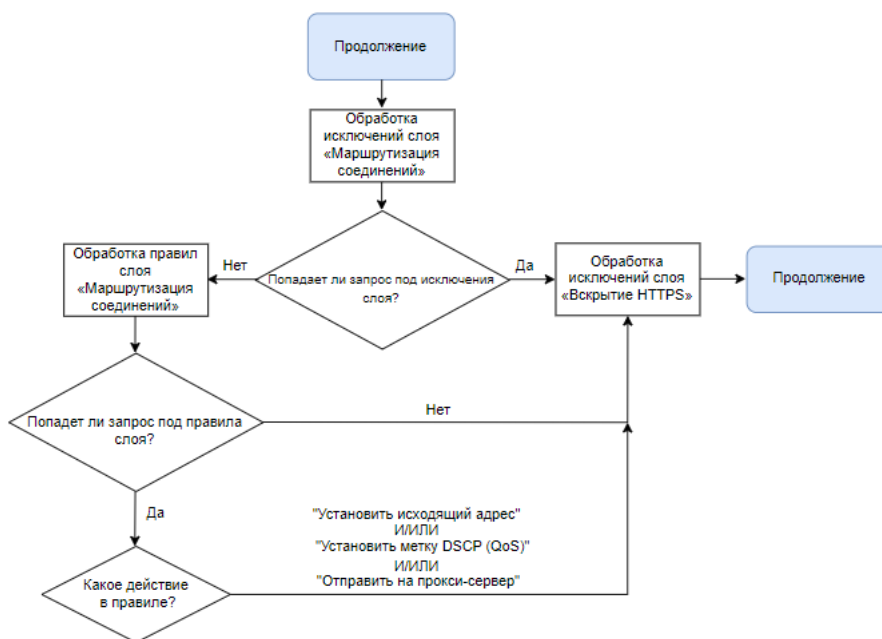 Продолжение
Обработка
исключений слоя
«Маршрутизация
соединений»
Обработка правил
слоя
«Маршрутизация
соединений»
Нет
Попадает ли запрос под исключения
слоя?
Да
Обработка
исключений слоя
«Вскрытие HTTPS»
Продолжение
Попадет ли запрос под правила
слоя?
Нет
Да
"Установить исходящий адрес"
И/ИЛИ
"Установить метку DSCP (QoS)"
И/ИЛИ
"Отправить на прокси-сервер"
Какое действие
в правиле?